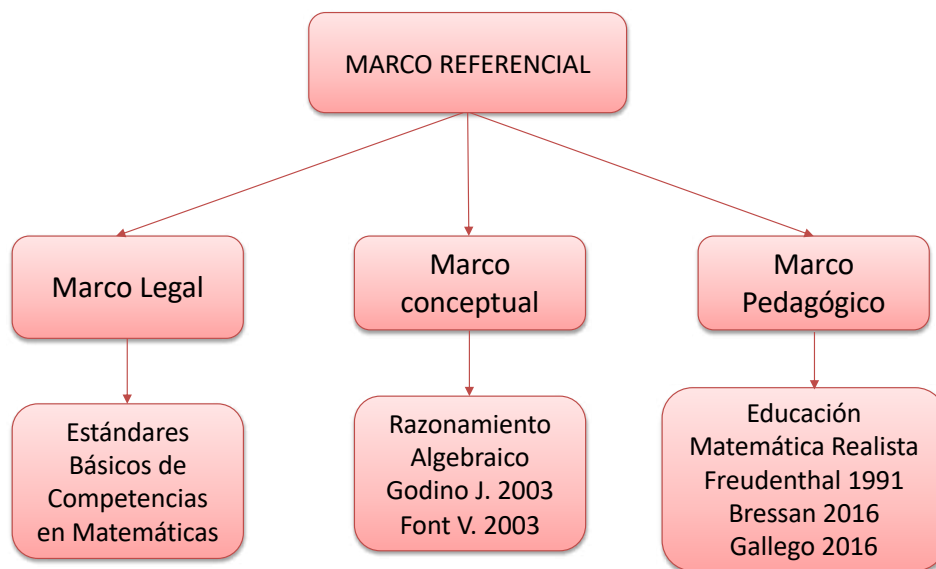 MARCO REFERENCIAL
Marco Legal
Marco
conceptual
Marco
Pedagógico
Estándares
Básicos de
Competencias
en Matemáticas
Razonamiento
Algebraico
Godino J. 2003
Font V. 2003
Educación
Matemática Realista
Freudenthal 1991
Bressan 2016
Gallego 2016